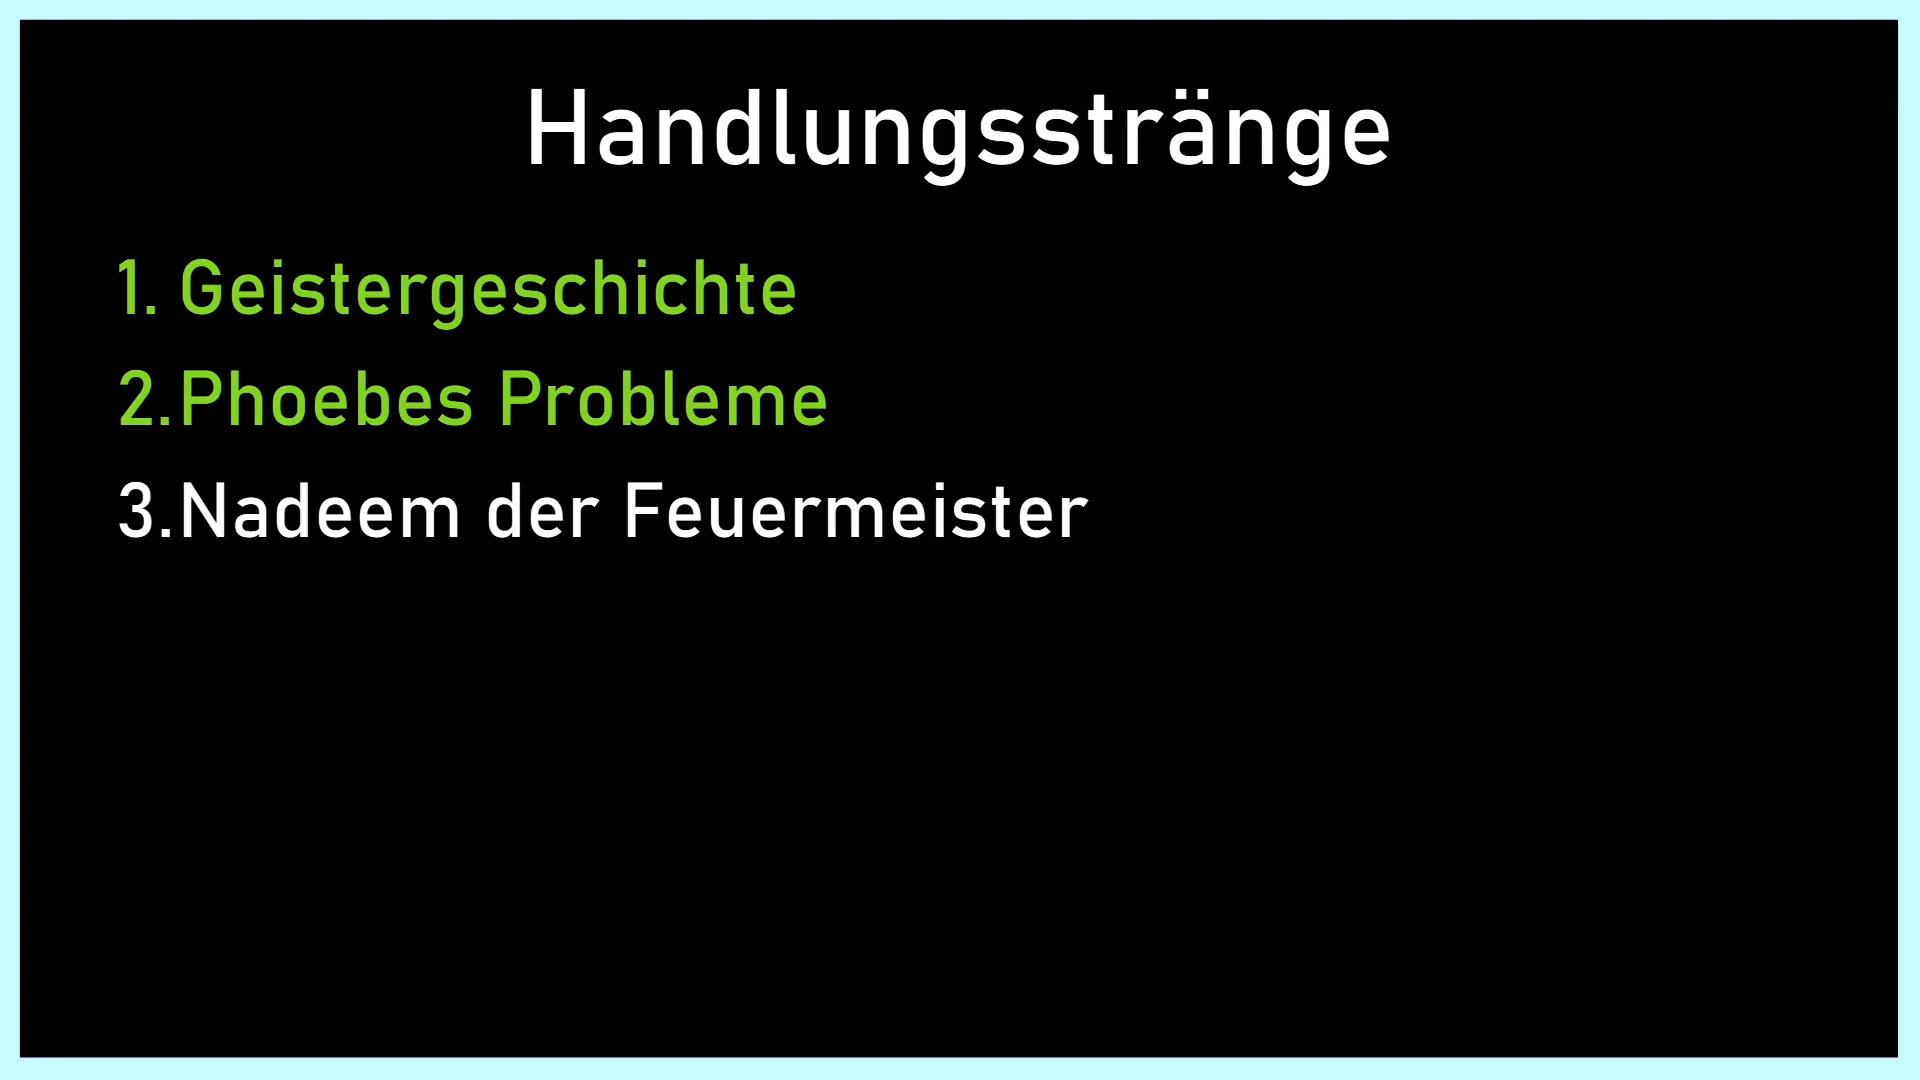 Handlungsstränge
1. Geistergeschichte
2. Phoebes Probleme
3. Nadeem der Feuermeister